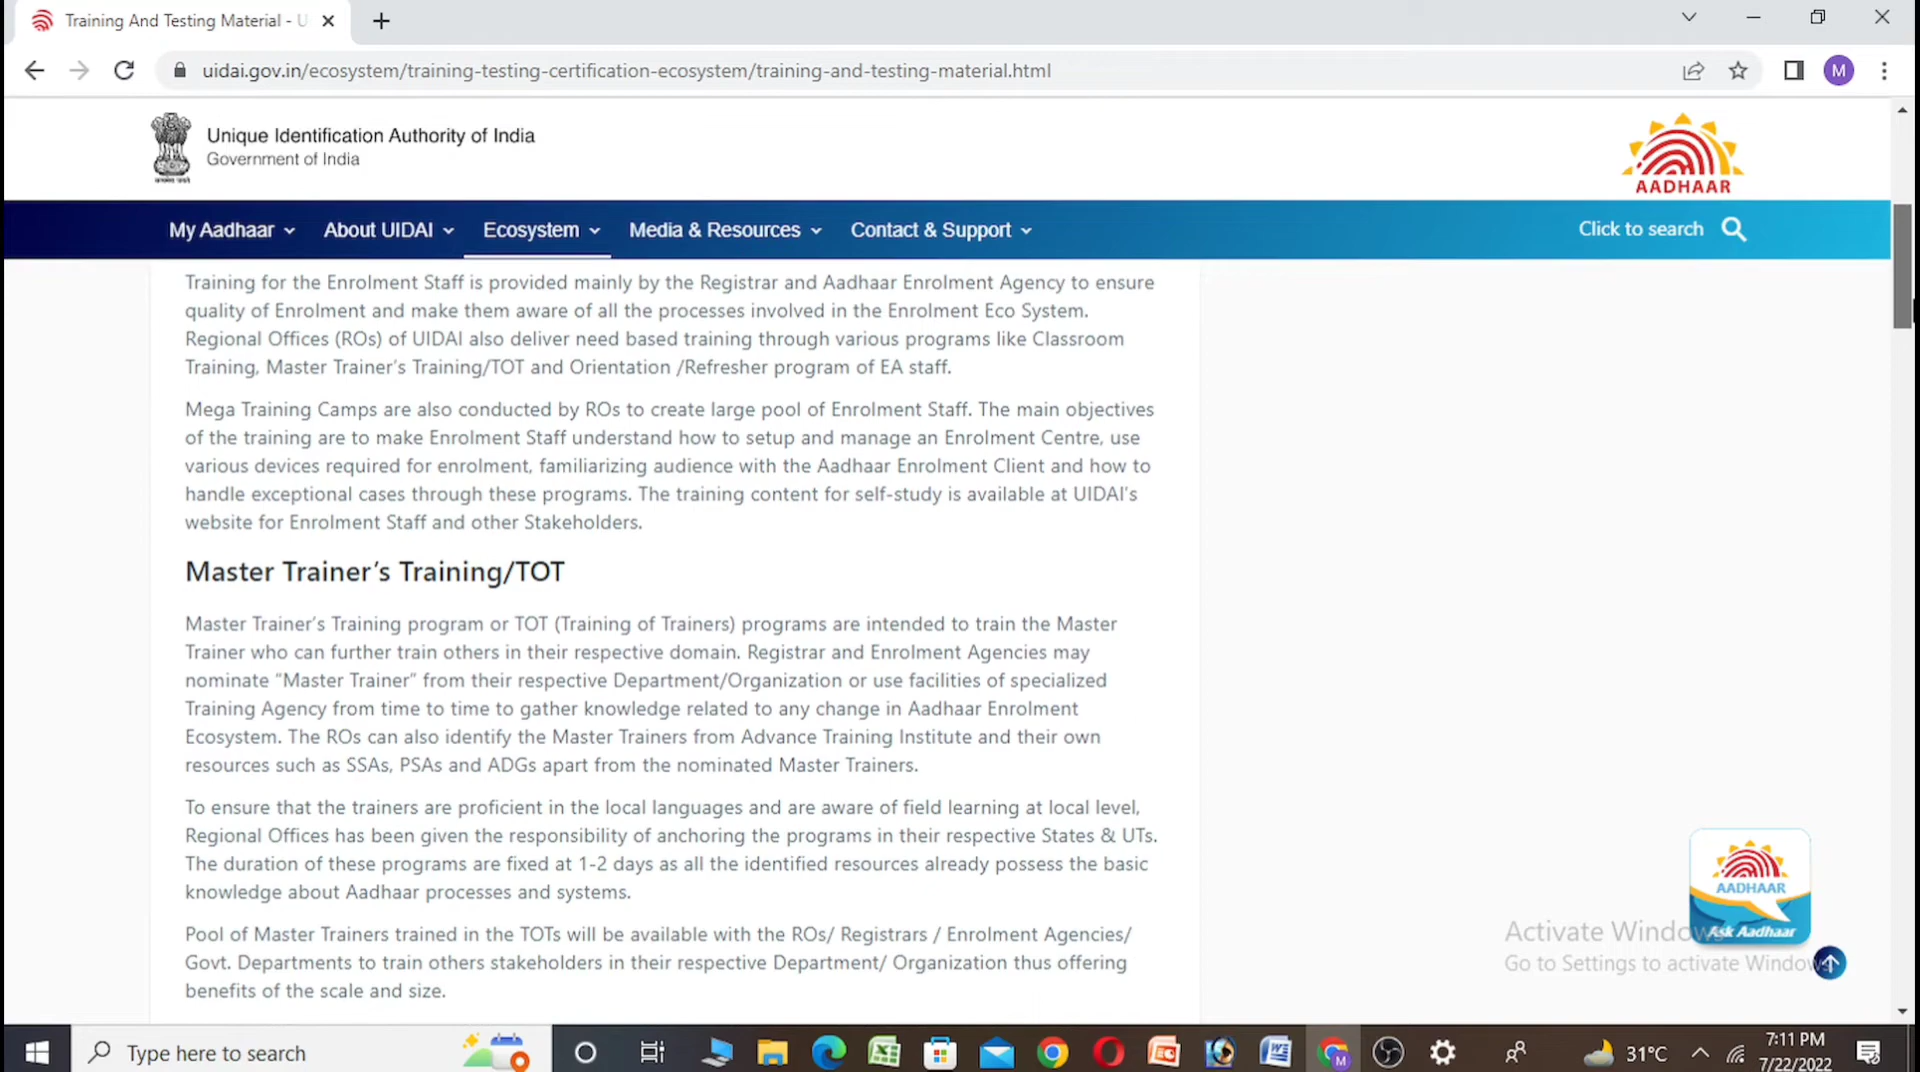 Training And Testing Material - U
uidai.gov.in/ecosystem/training-testing-certification-ecosystem/training-and-testing-material.html
M
Unique Identification Authority of India
Government of India
AADHAAR
My Aadhaar
About UIDAI
Ecosystem
Media & Resources
Contact & Support
Click to search
Training for the Enrolment Staff is provided mainly by the Registrar and Aadhaar Enrolment Agency to ensure
quality of Enrolment and make them aware of all the processes involved in the Enrolment Eco System.
Regional Offices (ROs) of UIDAI also deliver need based training through various programs like Classroom
Training, Master Trainer’s Training/TOT and Orientation /Refresher program of EA staff.
Mega Training Camps are also conducted by ROs to create large pool of Enrolment Staff. The main objectives
of the training are to make Enrolment Staff understand how to setup and manage an Enrolment Centre, use
various devices required for enrolment, familiarizing audience with the Aadhaar Enrolment Client and how to
handle exceptional cases through these programs. The training content for self-study is available at UIDAI’s
website for Enrolment Staff and other Stakeholders.
Master Trainer’s Training/TOT
Master Trainer’s Training program or TOT (Training of Trainers) programs are intended to train the Master
Trainer who can further train others in their respective domain. Registrar and Enrolment Agencies may
nominate “Master Trainer” from their respective Department/Organization or use facilities of specialized
Training Agency from time to time to gather knowledge related to any change in Aadhaar Enrolment
Ecosystem. The ROs can also identify the Master Trainers from Advance Training Institute and their own
resources such as SSAs, PSAs and ADGs apart from the nominated Master Trainers.
To ensure that the trainers are proficient in the local languages and are aware of field learning at local level,
Regional Offices has been given the responsibility of anchoring the programs in their respective States & UTs.
The duration of these programs are fixed at 1-2 days as all the identified resources already possess the basic
knowledge about Aadhaar processes and systems.
Pool of Master Trainers trained in the TOTs will be available with the ROs/ Registrars / Enrolment Agencies/
Govt. Departments to train others stakeholders in their respective Department/ Organization thus offering
benefits of the scale and size.
AADHAAR
Ask Aadhaar
Activate Windows
Go to Settings to activate Windows
Type here to search
M
31°C
7:11 PM
7/22/2022